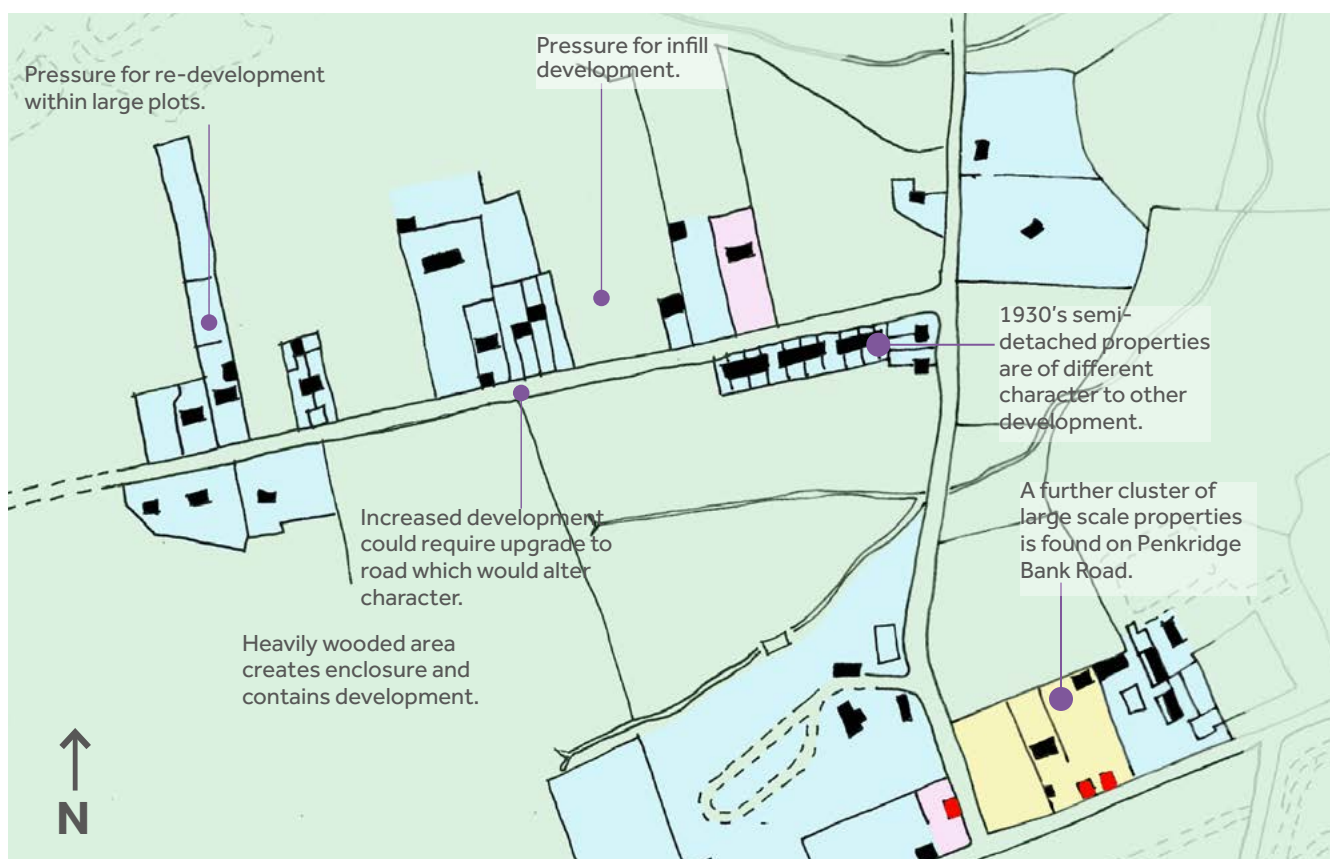 Pressure for re-development
within large plots.
Pressure for infill
development.
1930's semi-
detached properties
are of different
character to other
development.
A further cluster of
large scale properties
is found on Penkridge
Bank Road.
Increased development
could require upgrade to
road which would alter
character.
Heavily wooded area
creates enclosure and
contains development.
N